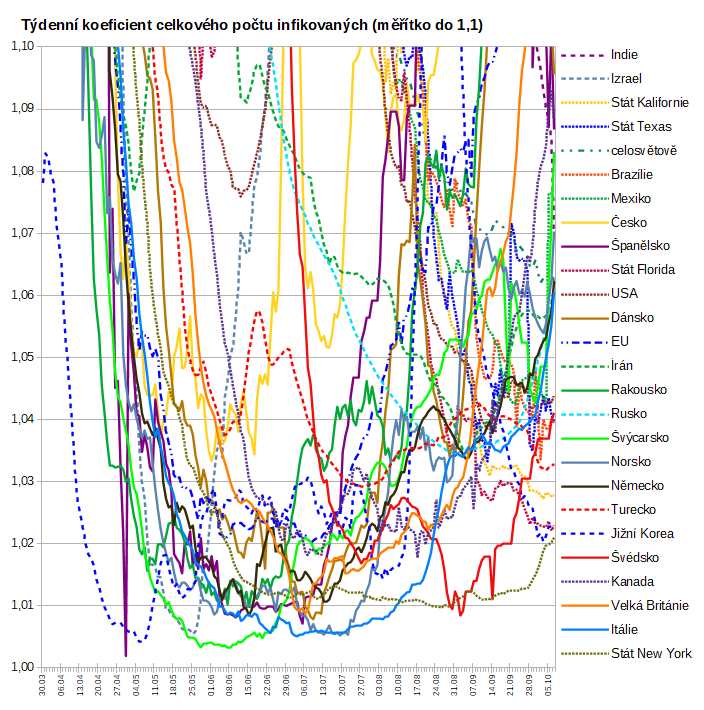 Týdenní koeficient celkového počtu infikovaných (měřítko do 1,1)
1,10
1,09
1,08
1,07
1,06
1,05
1,04
1,03
1,02
1,01
1,00
30.03
06.04
13.04
20.04
27.04
04.05
11.05
18.05
25.05
01.06
08.06
15.06
22.06
29.06
06.07
13.07
20.07
27.07
03.08
10.08
17.08
24.08
31.08
07.09
14.09
21.09
28.09
05.10
Indie
Izrael
Stát Kalifornie
Stát Texas
celosvětově
Brazílie
Mexiko
Česko
Španělsko
Stát Florida
USA
Dánsko
EU
Írán
Rakousko
Rusko
Švýcarsko
Norsko
Německo
Turecko
Jižní Korea
Švédsko
Kanada
Velká Británie
Itálie
Stát New York